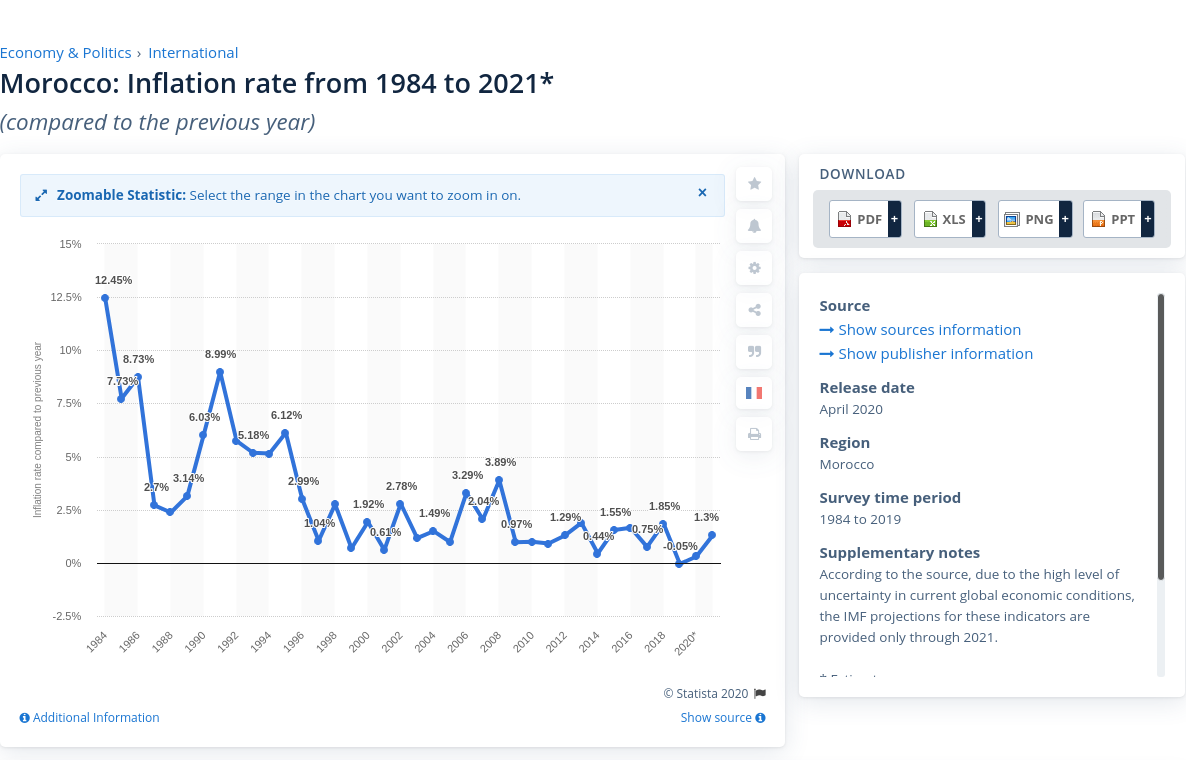 Economy & Politics › International
Morocco: Inflation rate from 1984 to 2021*
(compared to the previous year)
Zoomable Statistic: Select the range in the chart you want to zoom in on. ×
15%
12.5%
10%
7.5%
5%
2.5%
0%
-2.5%
Inflation rate compared to previous year
12.45%
7.73%
8.73%
2.7%
3.14%
6.03%
8.99%
5.18%
6.12%
2.99%
1.04%
1.92%
0.61%
2.78%
1.49%
3.29%
2.04%
3.89%
0.97%
1.29%
0.44%
1.55%
0.75%
1.85%
-0.05%
1.3%
1984
1986
1988
1990
1992
1994
1996
1998
2000
2002
2004
2006
2008
2010
2012
2014
2016
2018
2020*
© Statista 2020
Additional Information
Show source
DOWNLOAD
PDF + XLS + PNG + PPT +
Source
Show sources information
Show publisher information
Release date
April 2020
Region
Morocco
Survey time period
1984 to 2019
Supplementary notes
According to the source, due to the high level of
uncertainty in current global economic conditions,
the IMF projections for these indicators are
provided only through 2021.